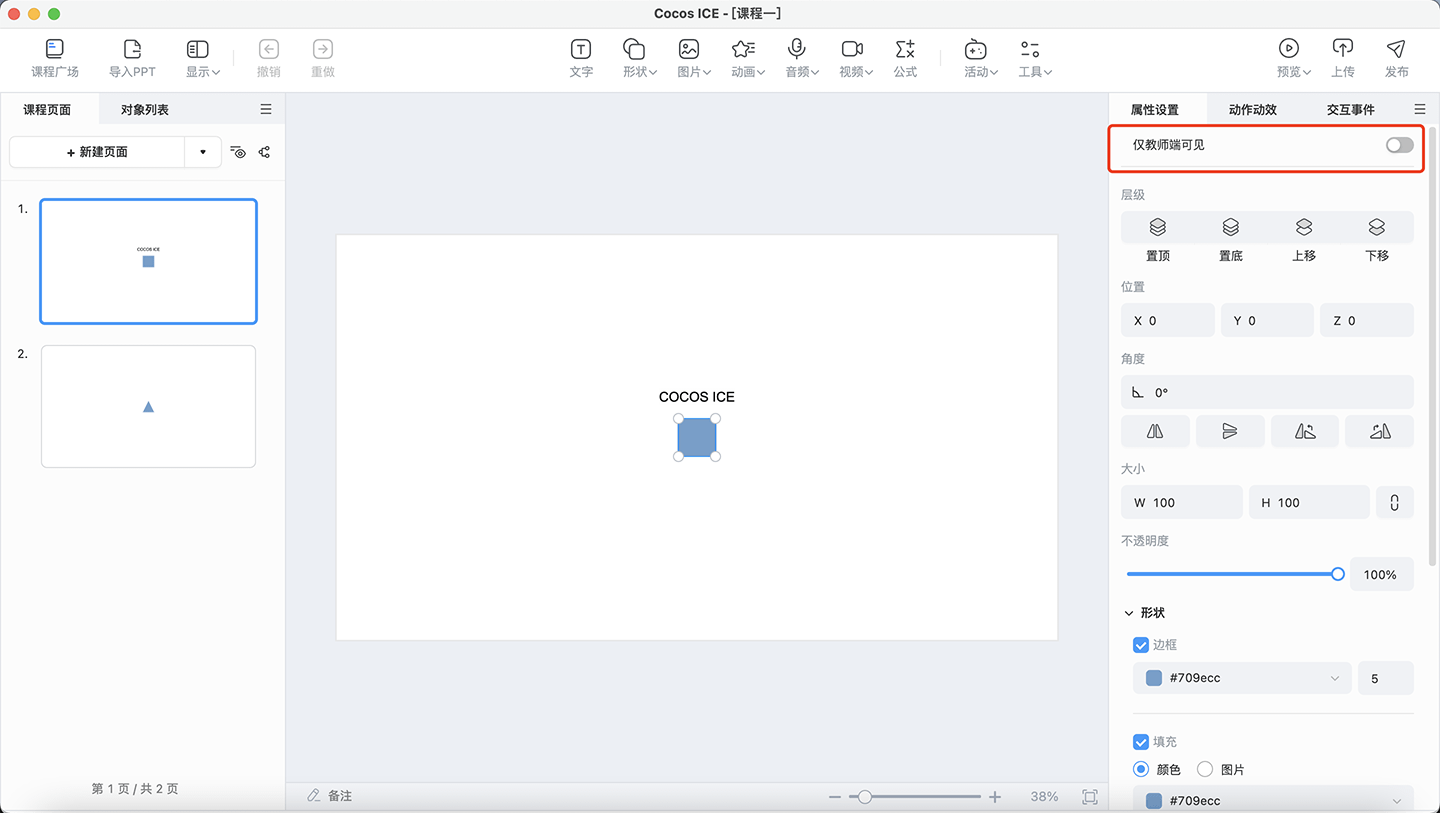 Cocos ICE - [课程一]
课程广场 导入PPT 显示 撤销 重做 文字 形状 图片 动画 音频 视频 公式 活动 工具 预览 上传 发布
课程页面 对象列表
+ 新建页面
1.
COCOS ICE
2.
第 1 页 / 共 2 页
COCOS ICE
备注
38%
属性设置 动作动效 交互事件
仅教师端可见
层级
置顶 置底 上移 下移
位置
X 0 Y 0 Z 0
角度
0°
大小
W 100 H 100
不透明度
100%
形状
边框
#709ecc 5
填充
颜色 图片
#709ecc